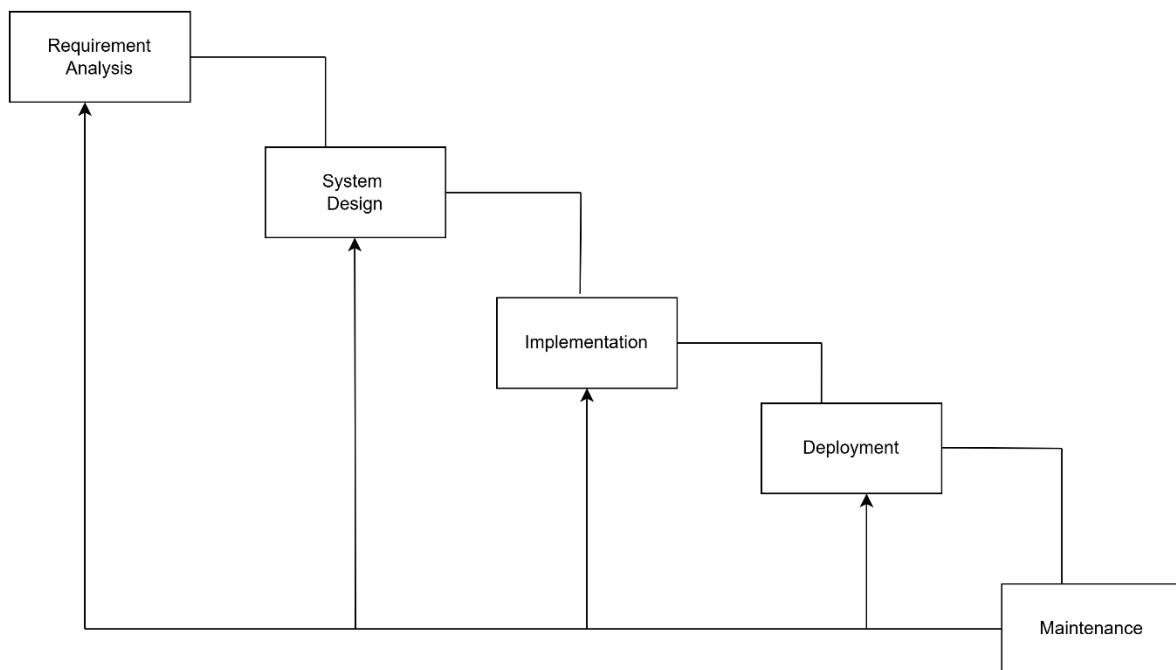 Requirement
Analysis
System
Design
Implementation
Deployment
Maintenance